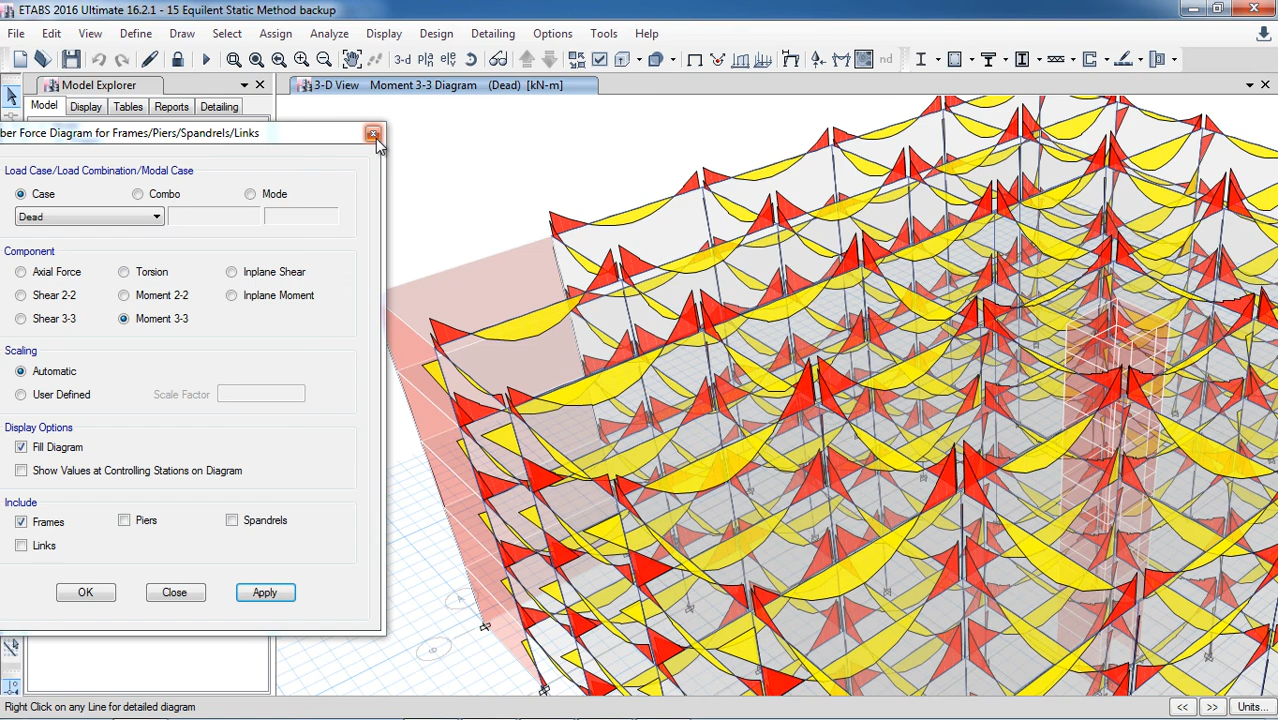 ETABS 2016 Ultimate 16.2.1 - 15 Equilent Static Method backup
File Edit View Define Draw Select Assign Analyze Display Design Detailing Options Tools Help
3-d nd
Model Explorer
3-D View Moment 3-3 Diagram (Dead) [kN-m]
Model Display Tables Reports Detailing
ber Force Diagram for Frames/Piers/Spandrels/Links
Load Case/Load Combination/Modal Case
Case Combo Mode
Dead
Component
Axial Force Torsion Inplane Shear
Shear 2-2 Moment 2-2 Inplane Moment
Shear 3-3 Moment 3-3
Scaling
Automatic
User Defined Scale Factor
Display Options
Fill Diagram
Show Values at Controlling Stations on Diagram
Include
Frames Piers Spandrels
Links
OK Close Apply
Right Click on any Line for detailed diagram
<< >> Units...